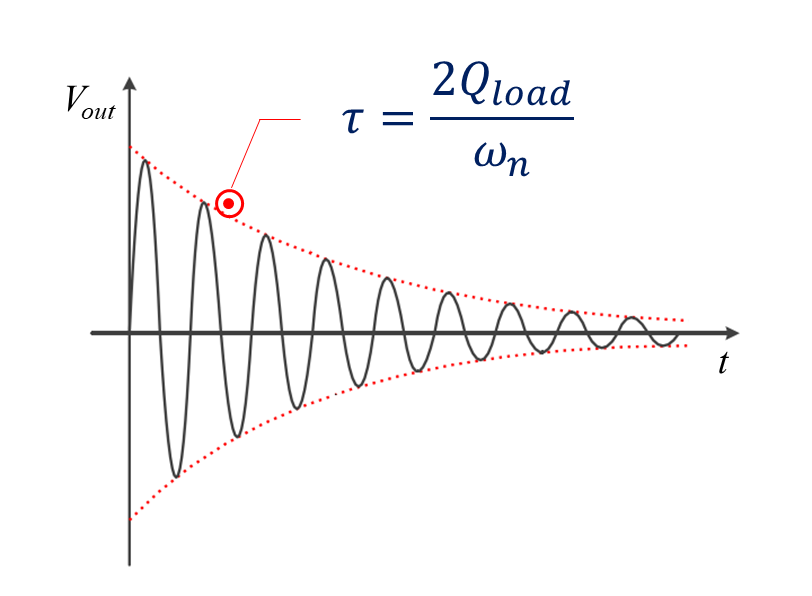 V_out
τ = 2Q_load / ω_n
t